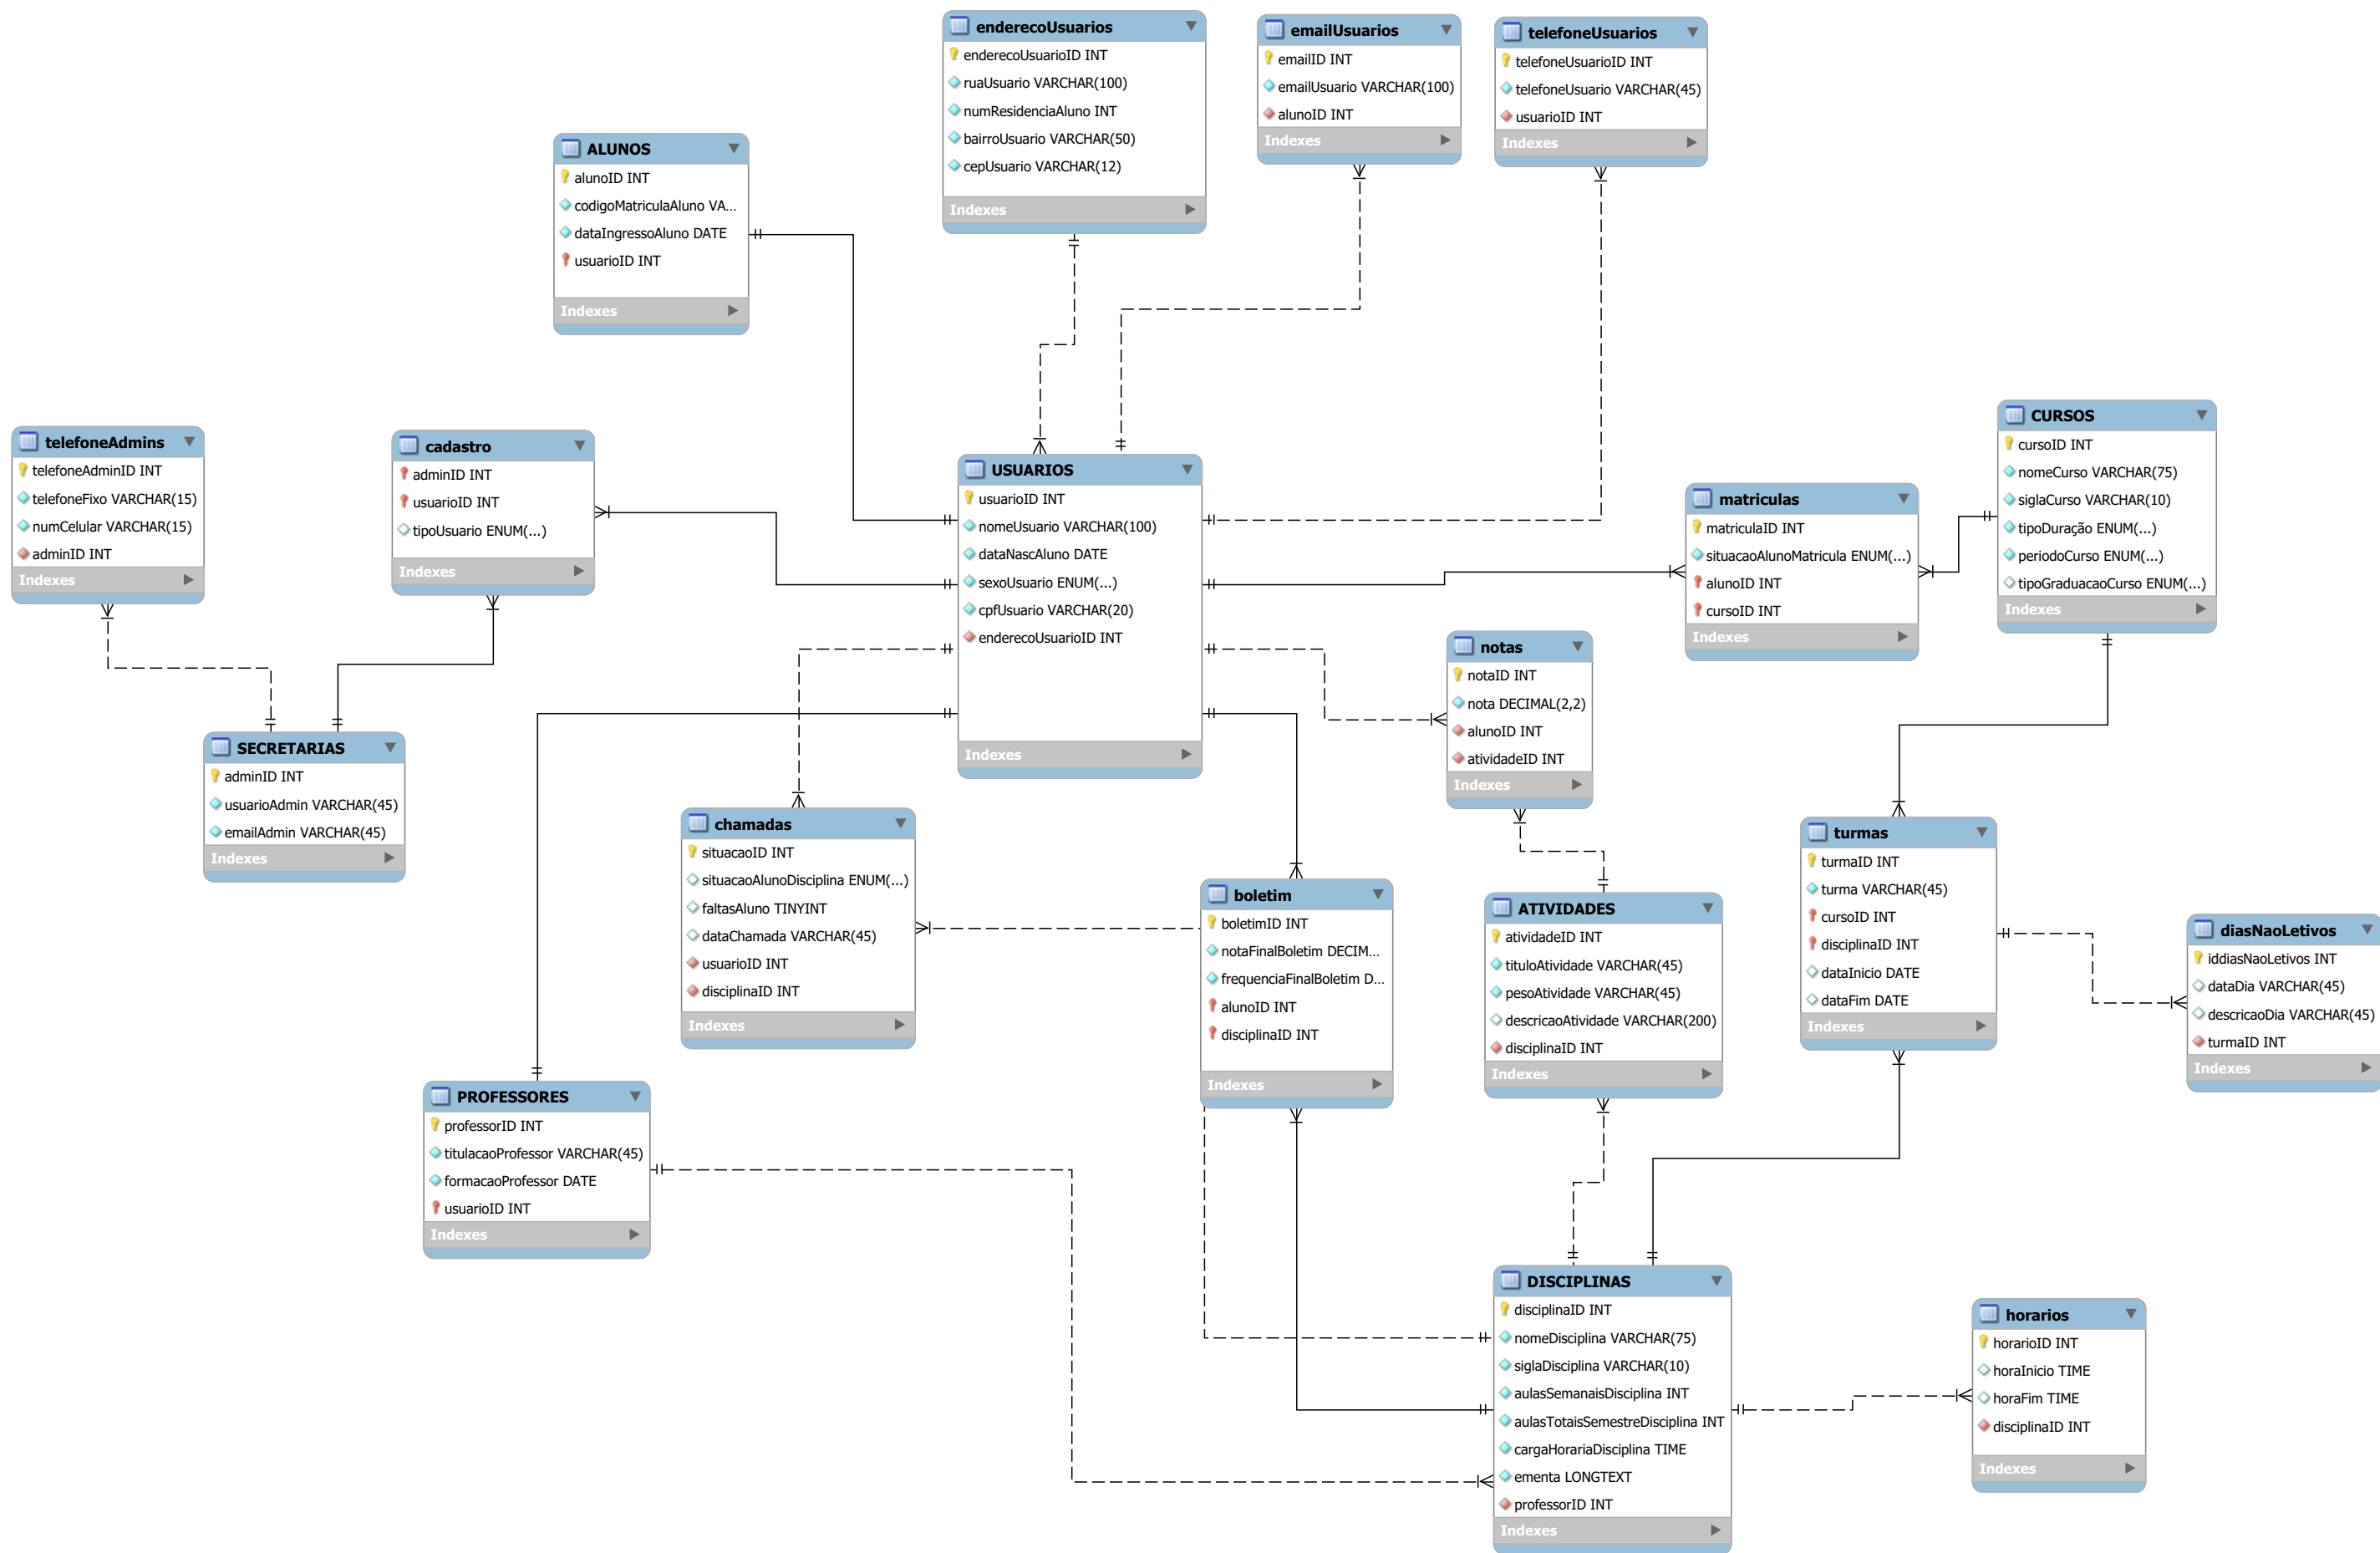 enderecoUsuarios
enderecoUsuarioID INT
ruaUsuario VARCHAR(100)
numResidenciaAluno INT
bairroUsuario VARCHAR(50)
cepUsuario VARCHAR(12)
Indexes
emailUsuarios
emailID INT
emailUsuario VARCHAR(100)
alunoID INT
Indexes
telefoneUsuarios
telefoneUsuarioID INT
telefoneUsuario VARCHAR(45)
usuarioID INT
Indexes
ALUNOS
alunoID INT
codigoMatriculaAluno VA...
dataIngressoAluno DATE
usuarioID INT
Indexes
telefoneAdmins
telefoneAdminID INT
telefoneFixo VARCHAR(15)
numCelular VARCHAR(15)
adminID INT
Indexes
cadastro
adminID INT
usuarioID INT
tipoUsuario ENUM(...)
Indexes
USUARIOS
usuarioID INT
nomeUsuario VARCHAR(100)
dataNascAluno DATE
sexoUsuario ENUM(...)
cpfUsuario VARCHAR(20)
enderecoUsuarioID INT
Indexes
matriculas
matriculaID INT
situacaoAlunoMatricula ENUM(...)
alunoID INT
cursoID INT
Indexes
CURSOS
cursoID INT
nomeCurso VARCHAR(75)
siglaCurso VARCHAR(10)
tipoDuração ENUM(...)
periodoCurso ENUM(...)
tipoGraduacaoCurso ENUM(...)
Indexes
notas
notaID INT
nota DECIMAL(2,2)
alunoID INT
atividadeID INT
Indexes
SECRETARIAS
adminID INT
usuarioAdmin VARCHAR(45)
emailAdmin VARCHAR(45)
Indexes
chamadas
situacaoID INT
situacaoAlunoDisciplina ENUM(...)
faltasAluno TINYINT
dataChamada VARCHAR(45)
usuarioID INT
disciplinaID INT
Indexes
boletim
boletimID INT
notaFinalBoletim DECIM...
frequenciaFinalBoletim D...
alunoID INT
disciplinaID INT
Indexes
ATIVIDADES
atividadeID INT
tituloAtividade VARCHAR(45)
pesoAtividade VARCHAR(45)
descricaoAtividade VARCHAR(200)
disciplinaID INT
Indexes
turmas
turmaID INT
turma VARCHAR(45)
cursoID INT
disciplinaID INT
dataInicio DATE
dataFim DATE
Indexes
diasNaoLetivos
iddiasNaoLetivos INT
dataDia VARCHAR(45)
descricaoDia VARCHAR(45)
turmaID INT
Indexes
PROFESSORES
professorID INT
titulacaoProfessor VARCHAR(45)
formacaoProfessor DATE
usuarioID INT
Indexes
DISCIPLINAS
disciplinaID INT
nomeDisciplina VARCHAR(75)
siglaDisciplina VARCHAR(10)
aulasSemanaisDisciplina INT
aulasTotaisSemestreDisciplina INT
cargaHorariaDisciplina TIME
ementa LONGTEXT
professorID INT
Indexes
horarios
horarioID INT
horaInicio TIME
horaFim TIME
disciplinaID INT
Indexes